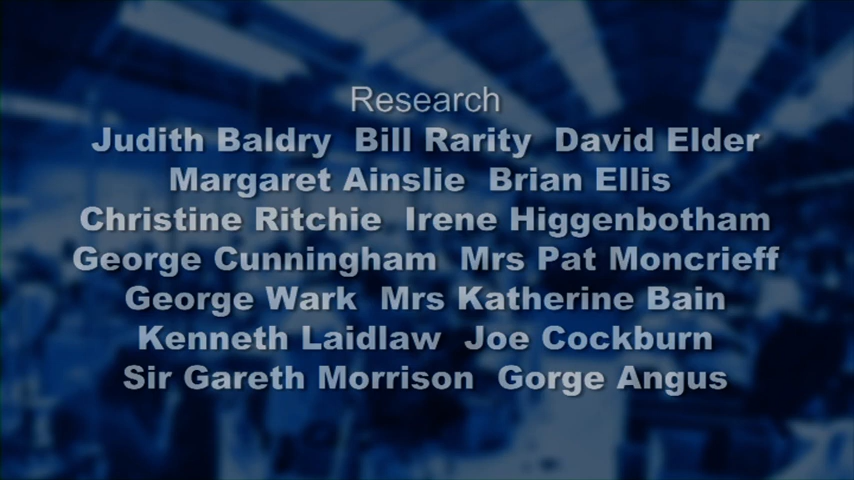 Research
Judith Baldry  Bill Rarity  David Elder
Margaret Ainslie  Brian Ellis
Christine Ritchie  Irene Higgenbotham
George Cunningham  Mrs Pat Moncrieff
George Wark  Mrs Katherine Bain
Kenneth Laidlaw  Joe Cockburn
Sir Gareth Morrison  Gorge Angus